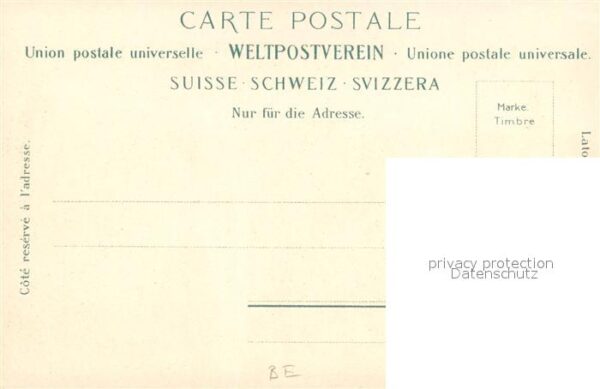 CARTE POSTALE
Union postale universelle · WELTPOSTVEREIN · Unione postale universale.
SUISSE · SCHWEIZ · SVIZZERA
Nur für die Adresse.
Marke.
Timbre
Côté réservé à l'adresse.
privacy protection
Datenschutz
BE